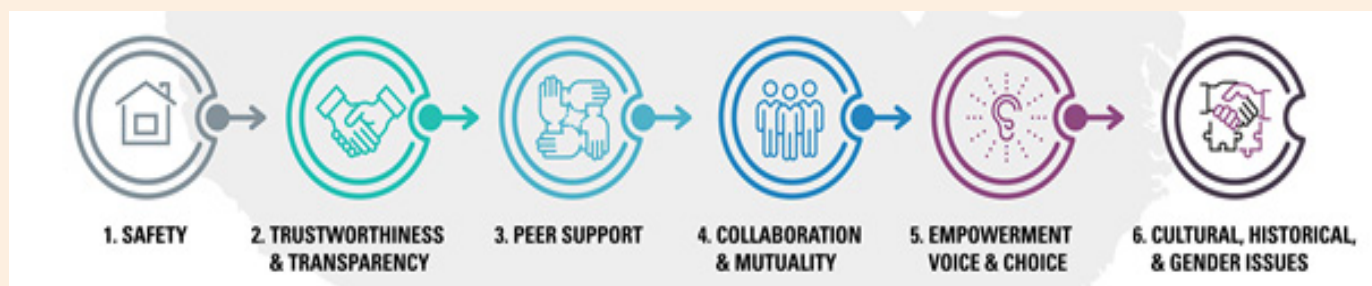 1. SAFETY
2. TRUSTWORTHINESS
& TRANSPARENCY
3. PEER SUPPORT
4. COLLABORATION
& MUTUALITY
5. EMPOWERMENT
VOICE & CHOICE
6. CULTURAL, HISTORICAL,
& GENDER ISSUES